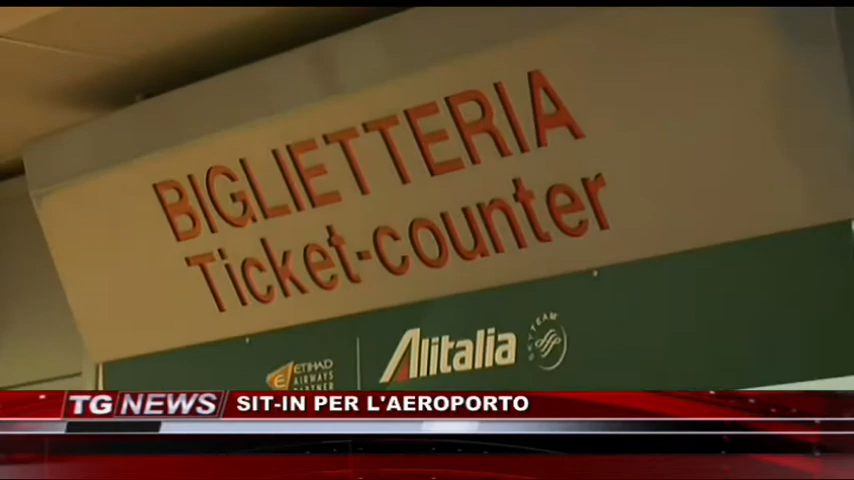 BIGLIETTERIA
Ticket-counter
ETIHAD
AIRWAYS
PARTNER
Alitalia
SKYTEAM
TG NEWS
SIT-IN PER L'AEROPORTO